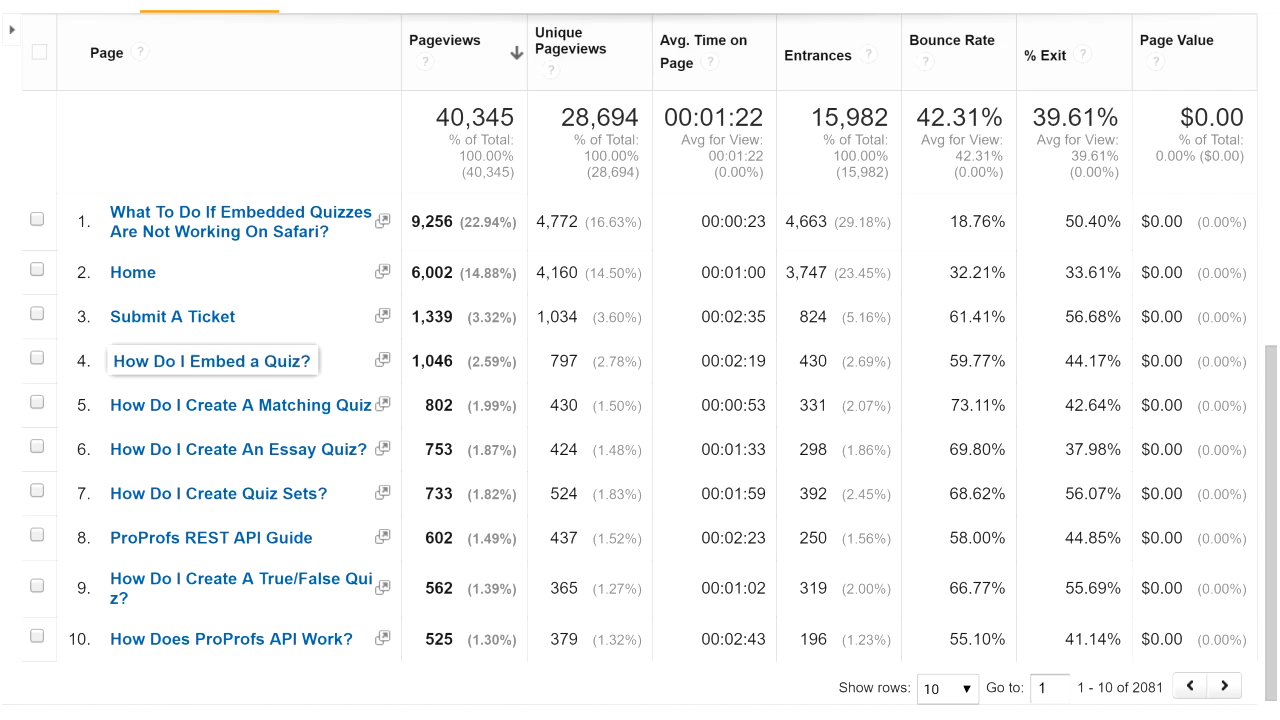 Page ?
Pageviews ?
Unique Pageviews ?
Avg. Time on Page ?
Entrances ?
Bounce Rate ?
% Exit ?
Page Value ?
40,345 28,694 00:01:22 15,982 42.31% 39.61% $0.00
% of Total: % of Total: Avg for View: % of Total: Avg for View: Avg for View: % of Total:
100.00% 100.00% 00:01:22 100.00% 42.31% 39.61% 0.00% ($0.00)
(40,345) (28,694) (0.00%) (15,982) (0.00%) (0.00%)
1. What To Do If Embedded Quizzes
Are Not Working On Safari?
9,256 (22.94%) 4,772 (16.63%) 00:00:23 4,663 (29.18%) 18.76% 50.40% $0.00 (0.00%)
2. Home 6,002 (14.88%) 4,160 (14.50%) 00:01:00 3,747 (23.45%) 32.21% 33.61% $0.00 (0.00%)
3. Submit A Ticket 1,339 (3.32%) 1,034 (3.60%) 00:02:35 824 (5.16%) 61.41% 56.68% $0.00 (0.00%)
4. How Do I Embed a Quiz? 1,046 (2.59%) 797 (2.78%) 00:02:19 430 (2.69%) 59.77% 44.17% $0.00 (0.00%)
5. How Do I Create A Matching Quiz 802 (1.99%) 430 (1.50%) 00:00:53 331 (2.07%) 73.11% 42.64% $0.00 (0.00%)
6. How Do I Create An Essay Quiz? 753 (1.87%) 424 (1.48%) 00:01:33 298 (1.86%) 69.80% 37.98% $0.00 (0.00%)
7. How Do I Create Quiz Sets? 733 (1.82%) 524 (1.83%) 00:01:59 392 (2.45%) 68.62% 56.07% $0.00 (0.00%)
8. ProProfs REST API Guide 602 (1.49%) 437 (1.52%) 00:02:23 250 (1.56%) 58.00% 44.85% $0.00 (0.00%)
9. How Do I Create A True/False Qui
z?
562 (1.39%) 365 (1.27%) 00:01:02 319 (2.00%) 66.77% 55.69% $0.00 (0.00%)
10. How Does ProProfs API Work? 525 (1.30%) 379 (1.32%) 00:02:43 196 (1.23%) 55.10% 41.14% $0.00 (0.00%)
Show rows: 10 Go to: 1 1 - 10 of 2081